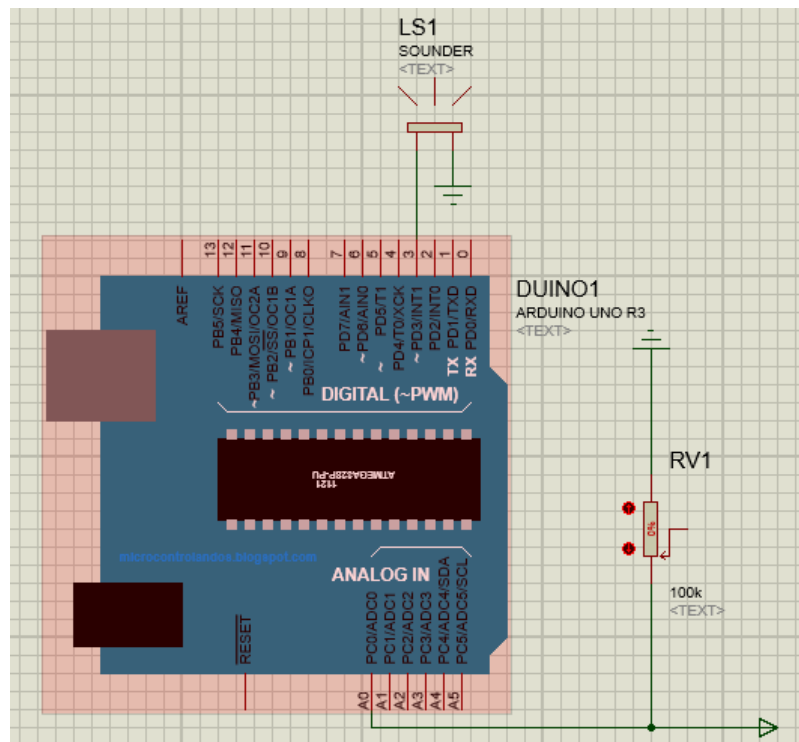 LS1
SOUNDER
<TEXT>
13
12
11
10
9
8
7
6
5
4
3
2
1
0
AREF
PB5/SCK
PB4/MISO
~PB3/MOSI/OC2A
~PB2/SS/OC1B
~PB1/OC1A
PB0/ICP1/CLKO
PD7/AIN1
~PD6/AIN0
~PD5/T1
PD4/T0/XCK
~PD3/INT1
PD2/INT0
TX PD1/TXD
RX PD0/RXD
DIGITAL (~PWM)
DUINO1
ARDUINO UNO R3
<TEXT>
ATMEGA328P-PU
1121
RV1
0%
100k
<TEXT>
microcontrolandos.blogspot.com
ANALOG IN
RESET
PC0/ADC0
PC1/ADC1
PC2/ADC2
PC3/ADC3
PC4/ADC4/SDA
PC5/ADC5/SCL
A0
A1
A2
A3
A4
A5